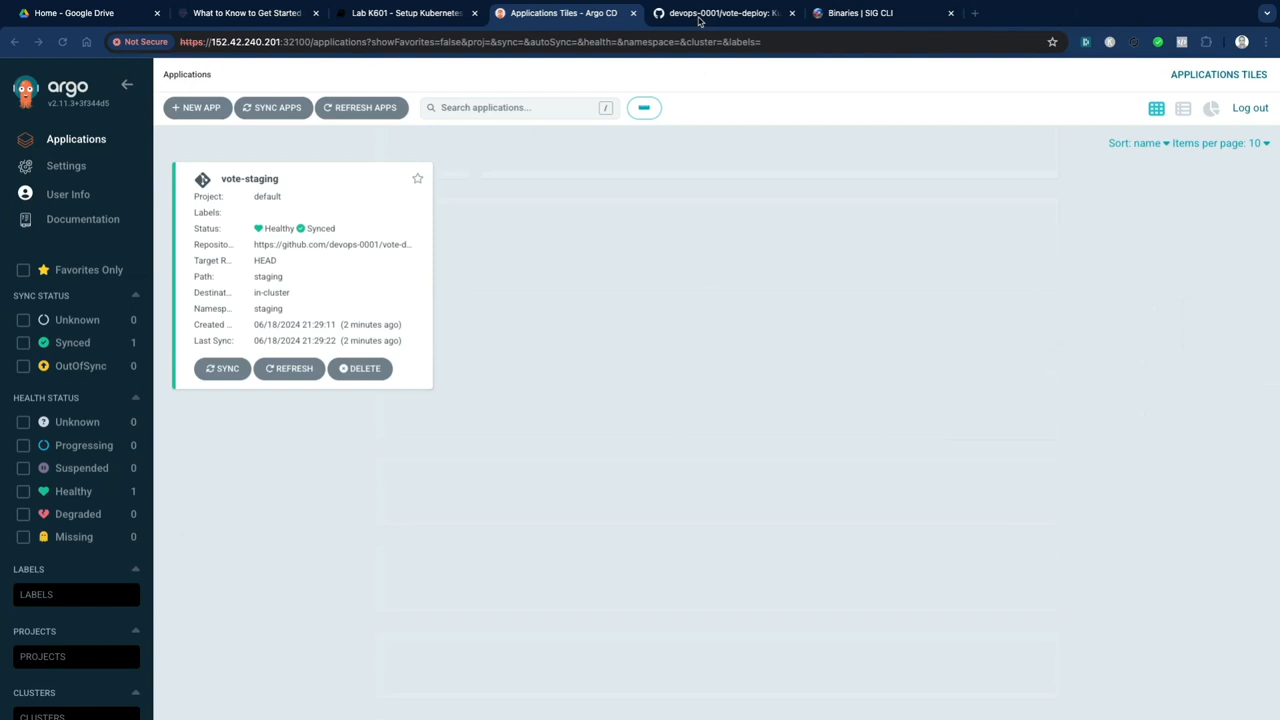 Home - Google Drive
What to Know to Get Started
Lab K601 - Setup Kubernetes
Applications Tiles - Argo CD
devops-0001/vote-deploy: Ku
Binaries | SIG CLI
Not Secure https://152.42.240.201:32100/applications?showFavorites=false&proj=&sync=&autoSync=&health=&namespace=&cluster=&labels=
argo
v2.11.3+3f344d5
Applications
Settings
User Info
Documentation
Favorites Only
SYNC STATUS
Unknown 0
Synced 1
OutOfSync 0
HEALTH STATUS
Unknown 0
Progressing 0
Suspended 0
Healthy 1
Degraded 0
Missing 0
LABELS
LABELS
PROJECTS
PROJECTS
CLUSTERS
CLUSTERS
Applications
APPLICATIONS TILES
+ NEW APP
SYNC APPS
REFRESH APPS
Search applications...
/
Log out
Sort: name
Items per page: 10
vote-staging
Project: default
Labels:
Status: Healthy Synced
Reposito... https://github.com/devops-0001/vote-d...
Target R... HEAD
Path: staging
Destinat... in-cluster
Namesp... staging
Created ... 06/18/2024 21:29:11 (2 minutes ago)
Last Sync: 06/18/2024 21:29:22 (2 minutes ago)
SYNC
REFRESH
DELETE